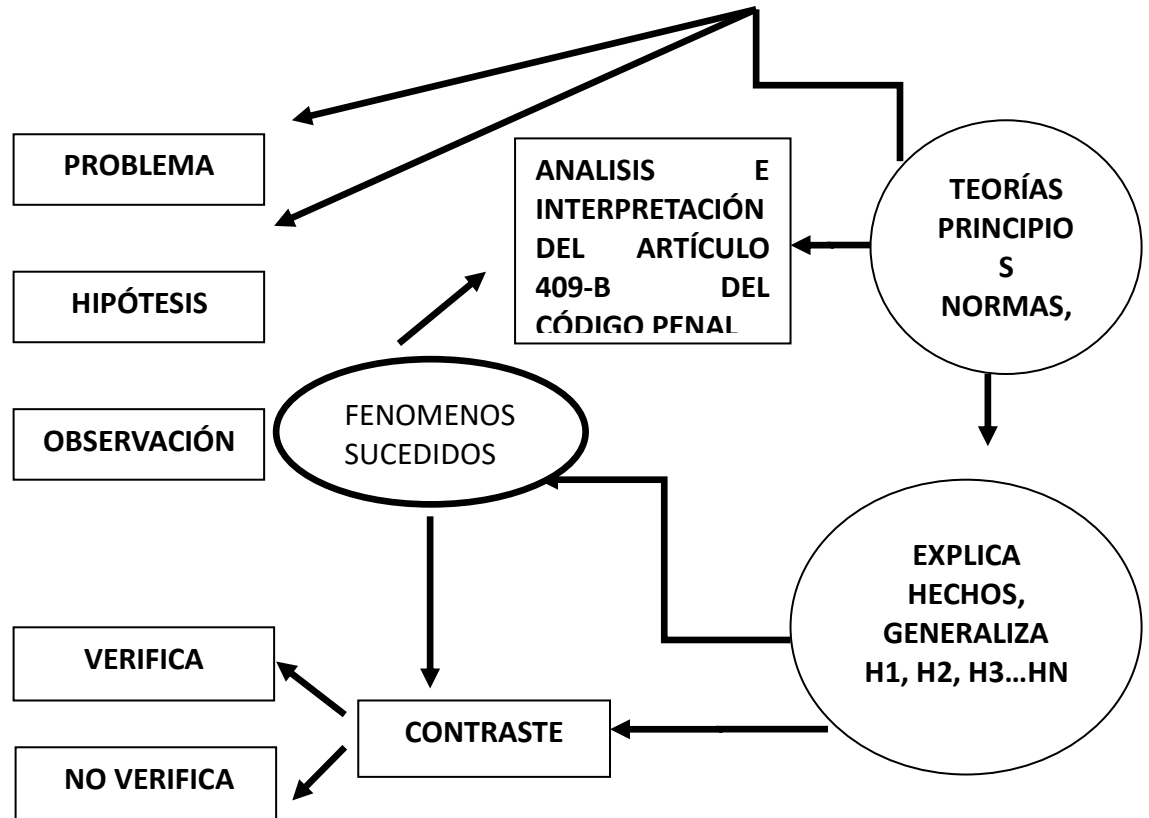 PROBLEMA
HIPÓTESIS
OBSERVACIÓN
ANALISIS E
INTERPRETACIÓN
DEL ARTÍCULO
409-B DEL
CÓDIGO PENAL
TEORÍAS
PRINCIPIO
S
NORMAS,
FENOMENOS
SUCEDIDOS
EXPLICA
HECHOS,
GENERALIZA
H1, H2, H3...HN
VERIFICA
CONTRASTE
NO VERIFICA